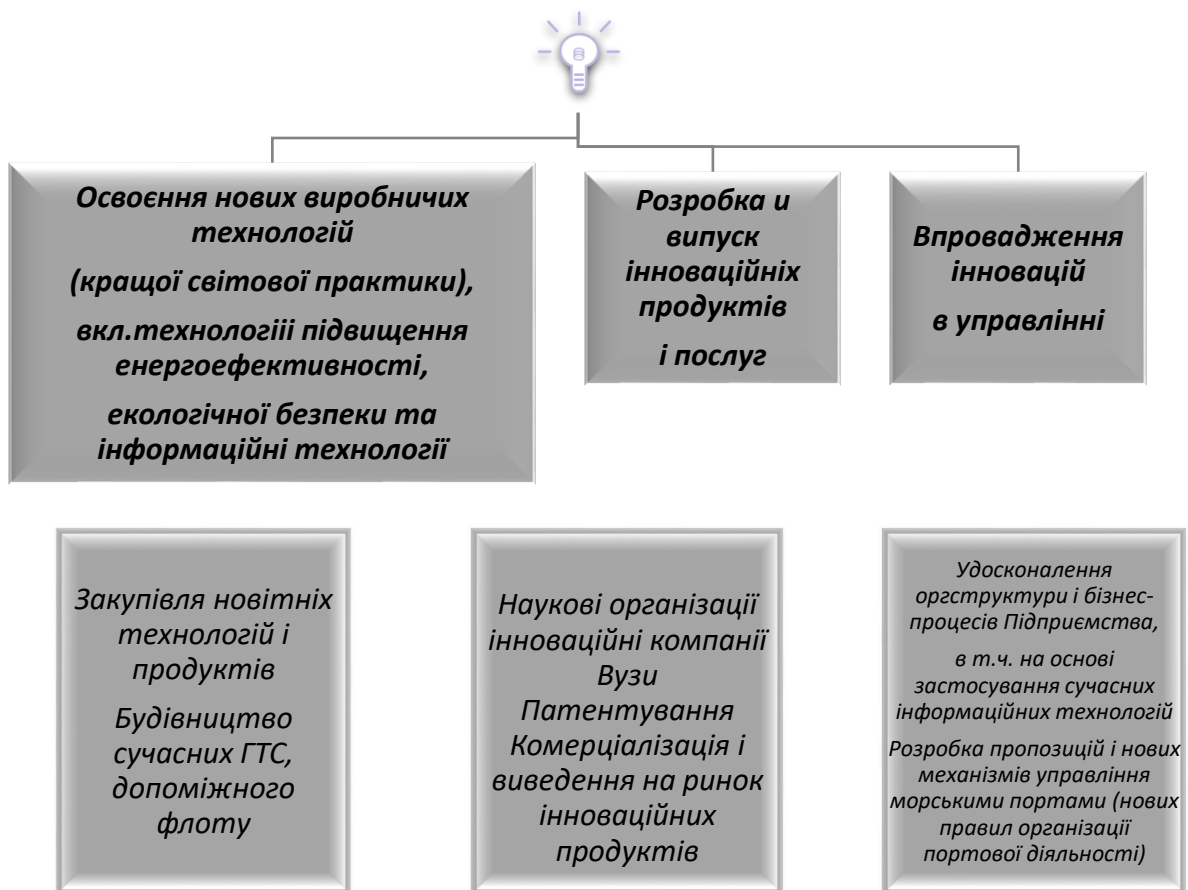 Освоєння нових виробничих
технологій
(кращої світової практики),
вкл.технологіїі підвищення
енергоефективності,
екологічної безпеки та
інформаційні технології
Розробка и
випуск
інноваційніх
продуктів
і послуг
Впровадження
інновацій
в управлінні
Закупівля новітніх
технологій і
продуктів
Будівництво
сучасних ГТС,
допоміжного
флоту
Наукові організації
інноваційні компанії
Вузи
Патентування
Комерціалізація і
виведення на ринок
інноваційних
продуктів
Удосконалення
оргструктури і бізнес-
процесів Підприємства,
в т.ч. на основі
застосування сучасних
інформаційних технологій
Розробка пропозицій і нових
механізмів управління
морськими портами (нових
правил організації
портової діяльності)